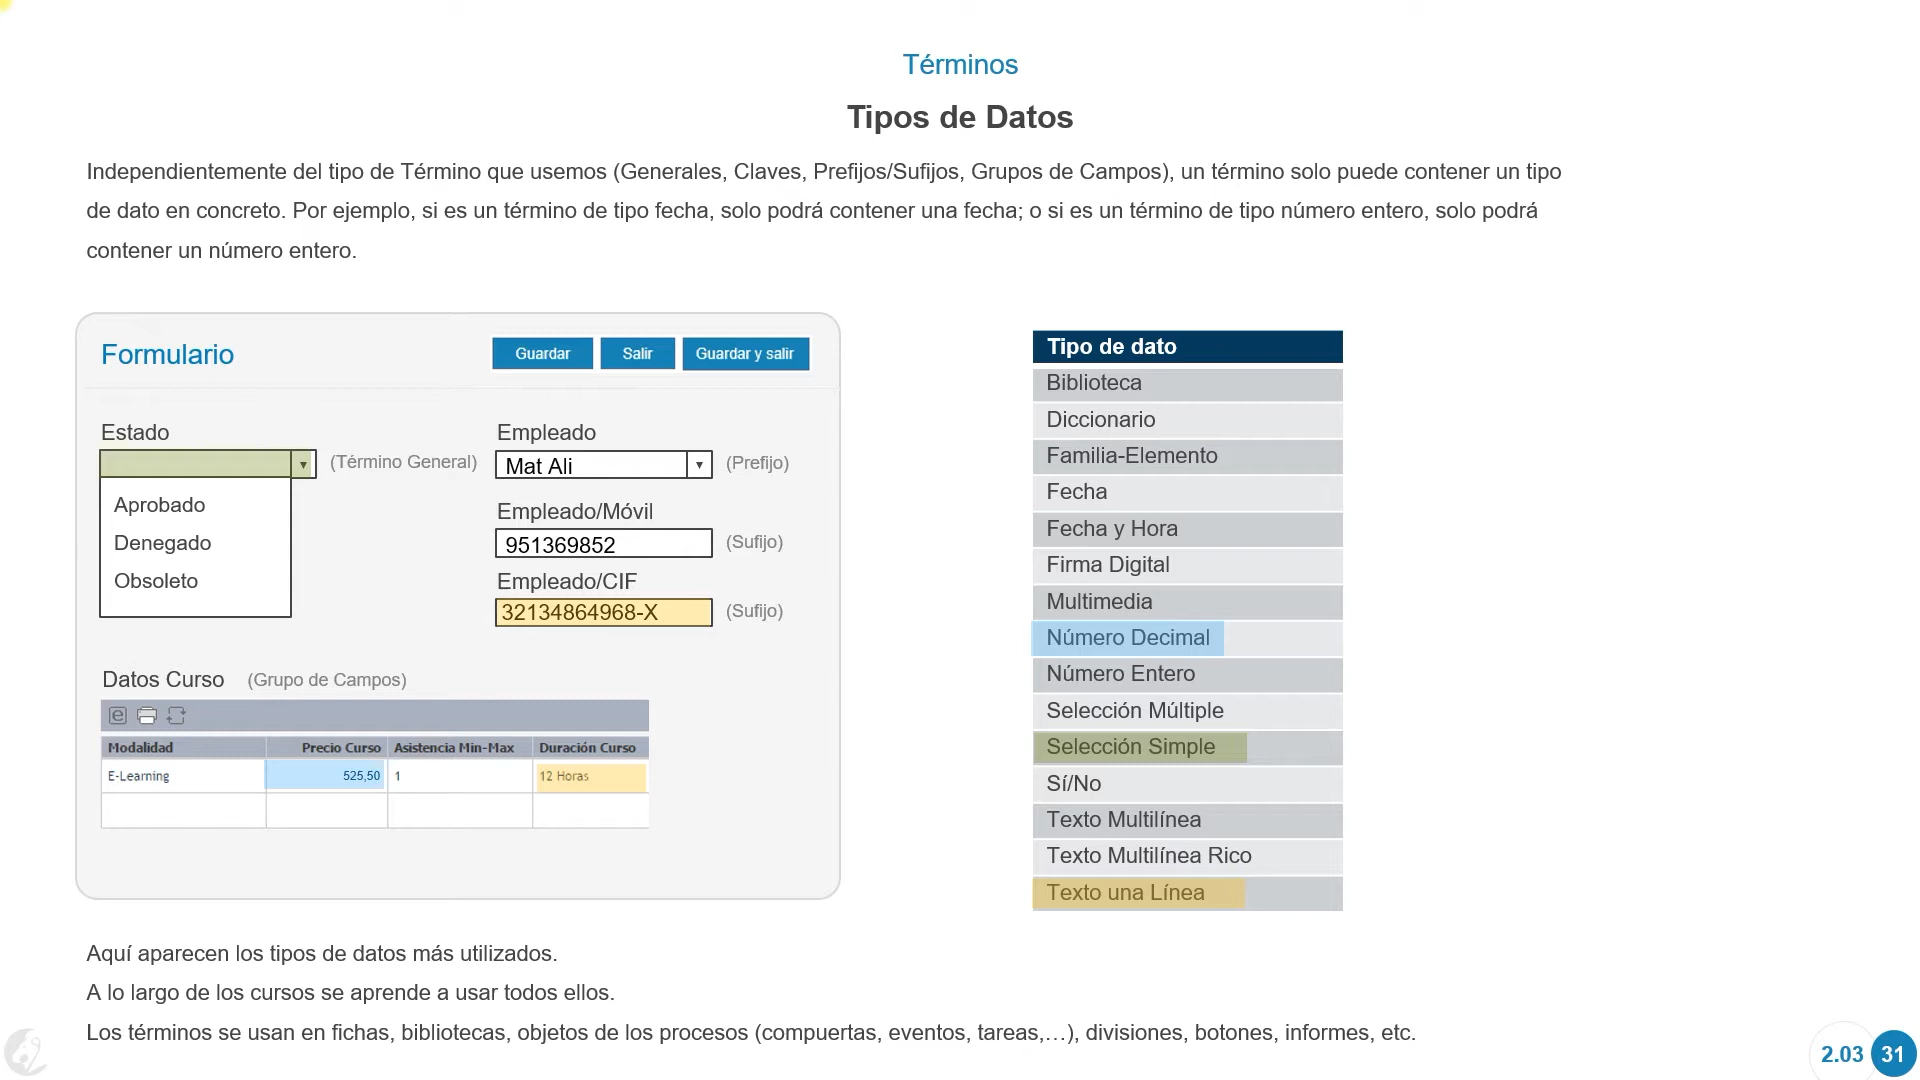 Términos
Tipos de Datos
Independientemente del tipo de Término que usemos (Generales, Claves, Prefijos/Sufijos, Grupos de Campos), un término solo puede contener un tipo
de dato en concreto. Por ejemplo, si es un término de tipo fecha, solo podrá contener una fecha; o si es un término de tipo número entero, solo podrá
contener un número entero.
Formulario
Guardar
Salir
Guardar y salir
Estado
(Término General)
Aprobado
Denegado
Obsoleto
Empleado
Mat Ali
(Prefijo)
Empleado/Móvil
951369852
(Sufijo)
Empleado/CIF
32134864968-X
(Sufijo)
Datos Curso (Grupo de Campos)
Modalidad Precio Curso Asistencia Min-Max Duración Curso
E-Learning 525,50 1 12 Horas
Tipo de dato
Biblioteca
Diccionario
Familia-Elemento
Fecha
Fecha y Hora
Firma Digital
Multimedia
Número Decimal
Número Entero
Selección Múltiple
Selección Simple
Sí/No
Texto Multilínea
Texto Multilínea Rico
Texto una Línea
Aquí aparecen los tipos de datos más utilizados.
A lo largo de los cursos se aprende a usar todos ellos.
Los términos se usan en fichas, bibliotecas, objetos de los procesos (compuertas, eventos, tareas,…), divisiones, botones, informes, etc.
2.03 31